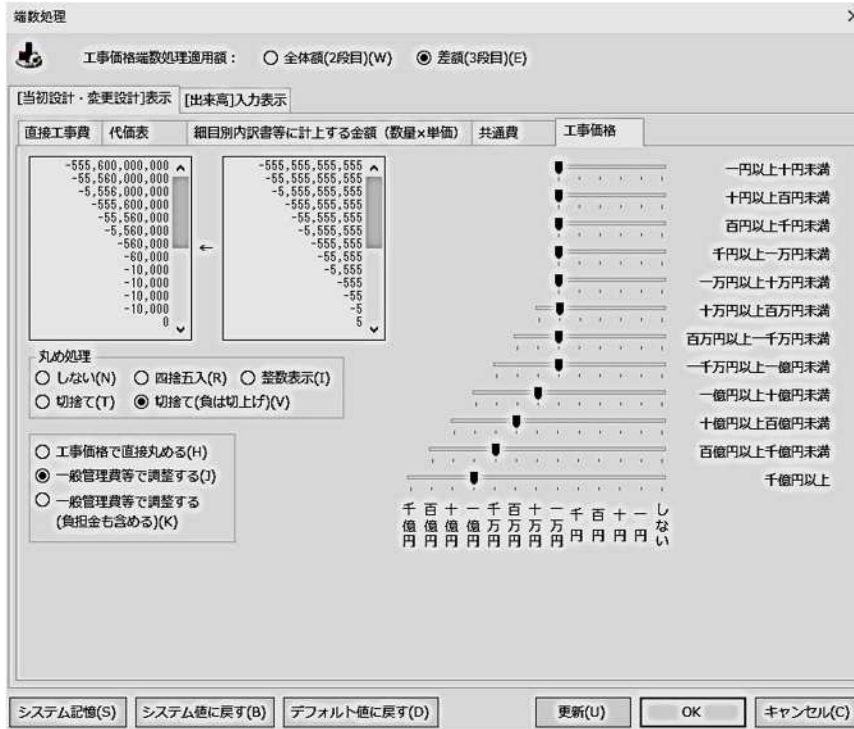 端数処理
工事価格端数処理適用額： 全体額(2段目)(W) 差額(3段目)(E)
[当初設計・変更設計]表示 [出来高]入力表示
直接工事費 代価表 細目別内訳書等に計上する金額（数量×単価） 共通費 工事価格
-555,600,000,000
-55,560,000,000
-5,556,000,000
-555,600,000
-55,560,000
-5,560,000
-560,000
-60,000
-10,000
-10,000
-10,000
-10,000
0
←
-555,555,555,555
-55,555,555,555
-5,555,555,555
-555,555,555
-55,555,555
-5,555,555
-555,555
-55,555
-5,555
-555
-55
-5
5
一円以上十円未満
十円以上百円未満
百円以上千円未満
千円以上一万円未満
一万円以上十万円未満
十万円以上百万円未満
百万円以上一千万円未満
一千万円以上一億円未満
一億円以上十億円未満
十億円以上百億円未満
百億円以上千億円未満
千億円以上
千億円 百億円 十億円 一億円 千万円 百万円 十万円 一万円 千円 百円 十円 一円 しない
丸め処理
しない(N) 四捨五入(R) 整数表示(I)
切捨て(T) 切捨て(負は切上げ)(V)
工事価格で直接丸める(H)
一般管理費等で調整する(J)
一般管理費等で調整する
(負担金も含める)(K)
システム記憶(S) システム値に戻す(B) デフォルト値に戻す(D) 更新(U) OK キャンセル(C)